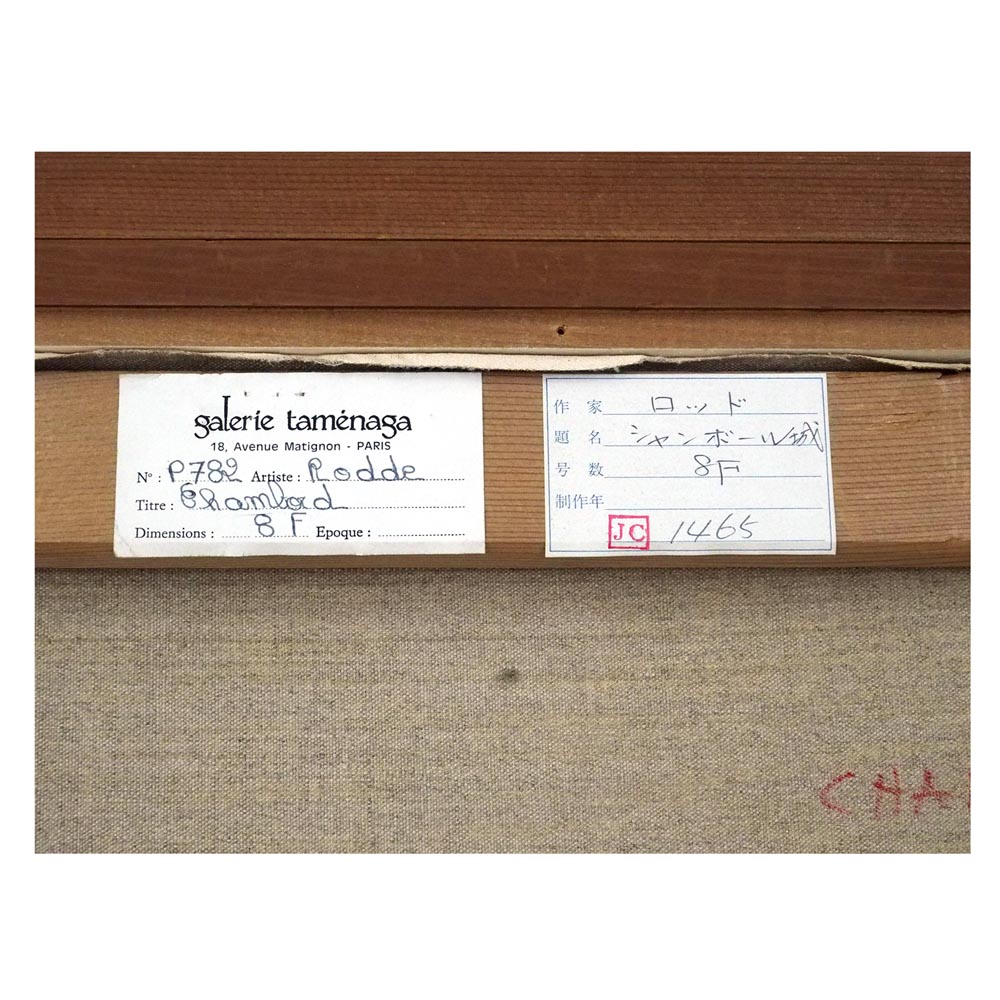 galerie taménaga
18, Avenue Matignon - PARIS
N° : P782 Artiste : Rodde
Titre : Chambord
Dimensions : 8 F Epoque :
作 家 ロッド
題 名 シャンボール城
号 数 8F
制作年
JC 1465
CHA